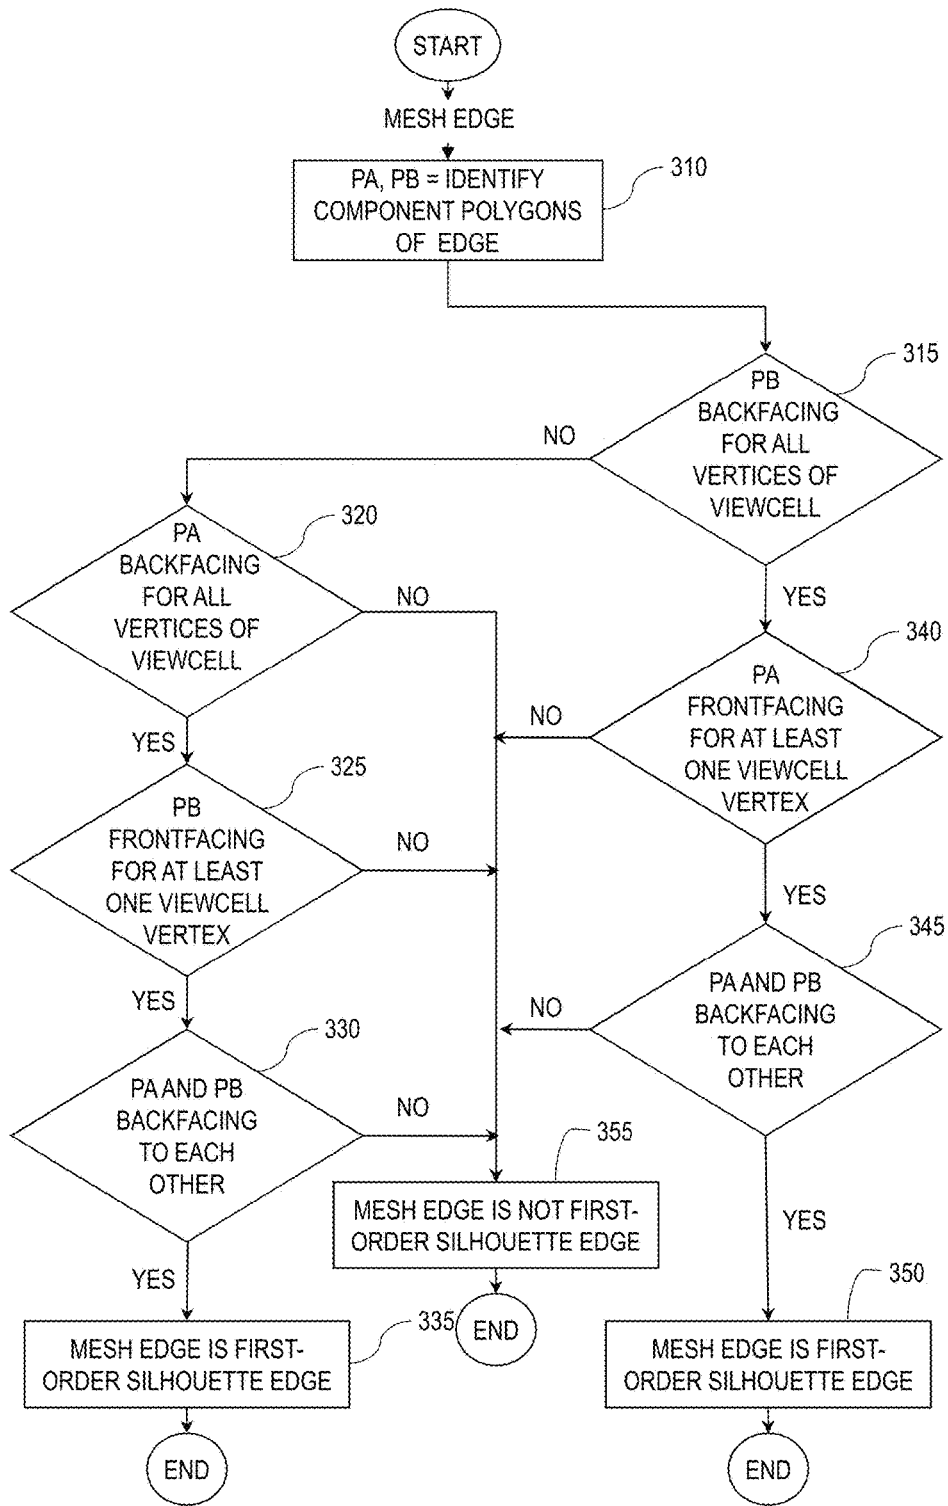 START
MESH EDGE
310
PA, PB = IDENTIFY
COMPONENT POLYGONS
OF EDGE
315
PB
BACKFACING
FOR ALL
VERTICES OF
VIEWCELL
NO
YES
320
PA
BACKFACING
FOR ALL
VERTICES OF
VIEWCELL
NO
YES
340
PA
FRONTFACING
FOR AT LEAST
ONE VIEWCELL
VERTEX
NO
YES
325
PB
FRONTFACING
FOR AT LEAST
ONE VIEWCELL
VERTEX
NO
YES
345
PA AND PB
BACKFACING
TO EACH
OTHER
NO
YES
330
PA AND PB
BACKFACING
TO EACH
OTHER
NO
YES
355
MESH EDGE IS NOT FIRST-
ORDER SILHOUETTE EDGE
END
335
MESH EDGE IS FIRST-
ORDER SILHOUETTE EDGE
END
350
MESH EDGE IS FIRST-
ORDER SILHOUETTE EDGE
END